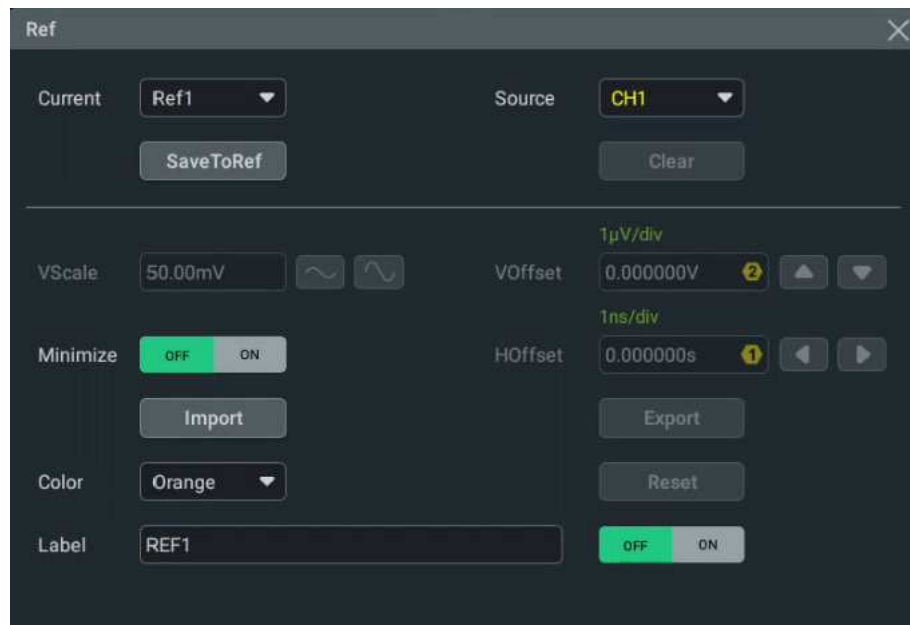 Ref
Current Ref1 Source CH1
SaveToRef Clear
1µV/div
VScale 50.00mV VOffset 0.000000V 2
1ns/div
Minimize OFF ON HOffset 0.000000s 1
Import Export
Color Orange Reset
Label REF1 OFF ON